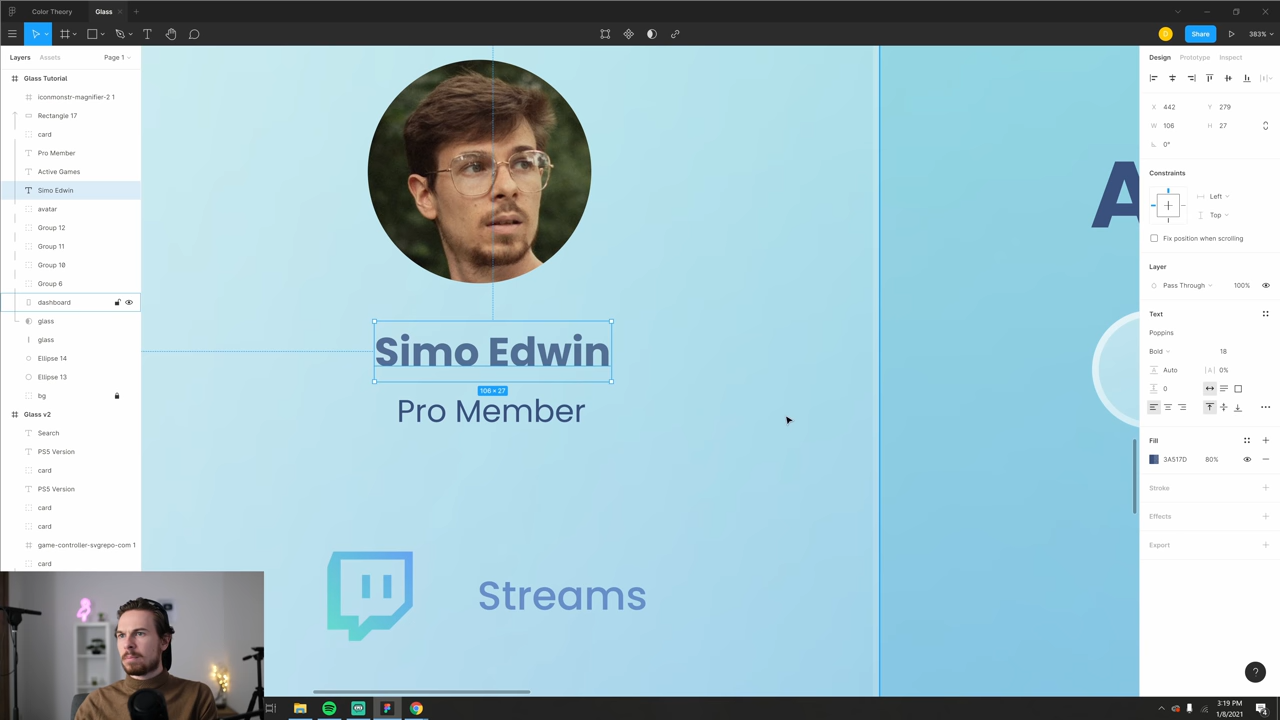 Color Theory Glass
Share 383%
Layers Assets Page 1
Glass Tutorial
iconmonstr-magnifier-2 1
Rectangle 17
card
Pro Member
Active Games
Simo Edwin
avatar
Group 12
Group 11
Group 10
Group 6
dashboard
glass
glass
Ellipse 14
Ellipse 13
bg
Glass v2
Search
PS5 Version
card
PS5 Version
card
card
game-controller-svgrepo-com 1
card
Simo Edwin
106 × 27
Pro Member
Streams
A
Design Prototype Inspect
X 442 Y 279
W 106 H 27
0°
Constraints
Left
Top
Fix position when scrolling
Layer
Pass Through 100%
Text
Poppins
Bold 18
Auto 0%
0
Fill
3A517D 80%
Stroke
Effects
Export
?
3:19 PM
1/8/2021
4